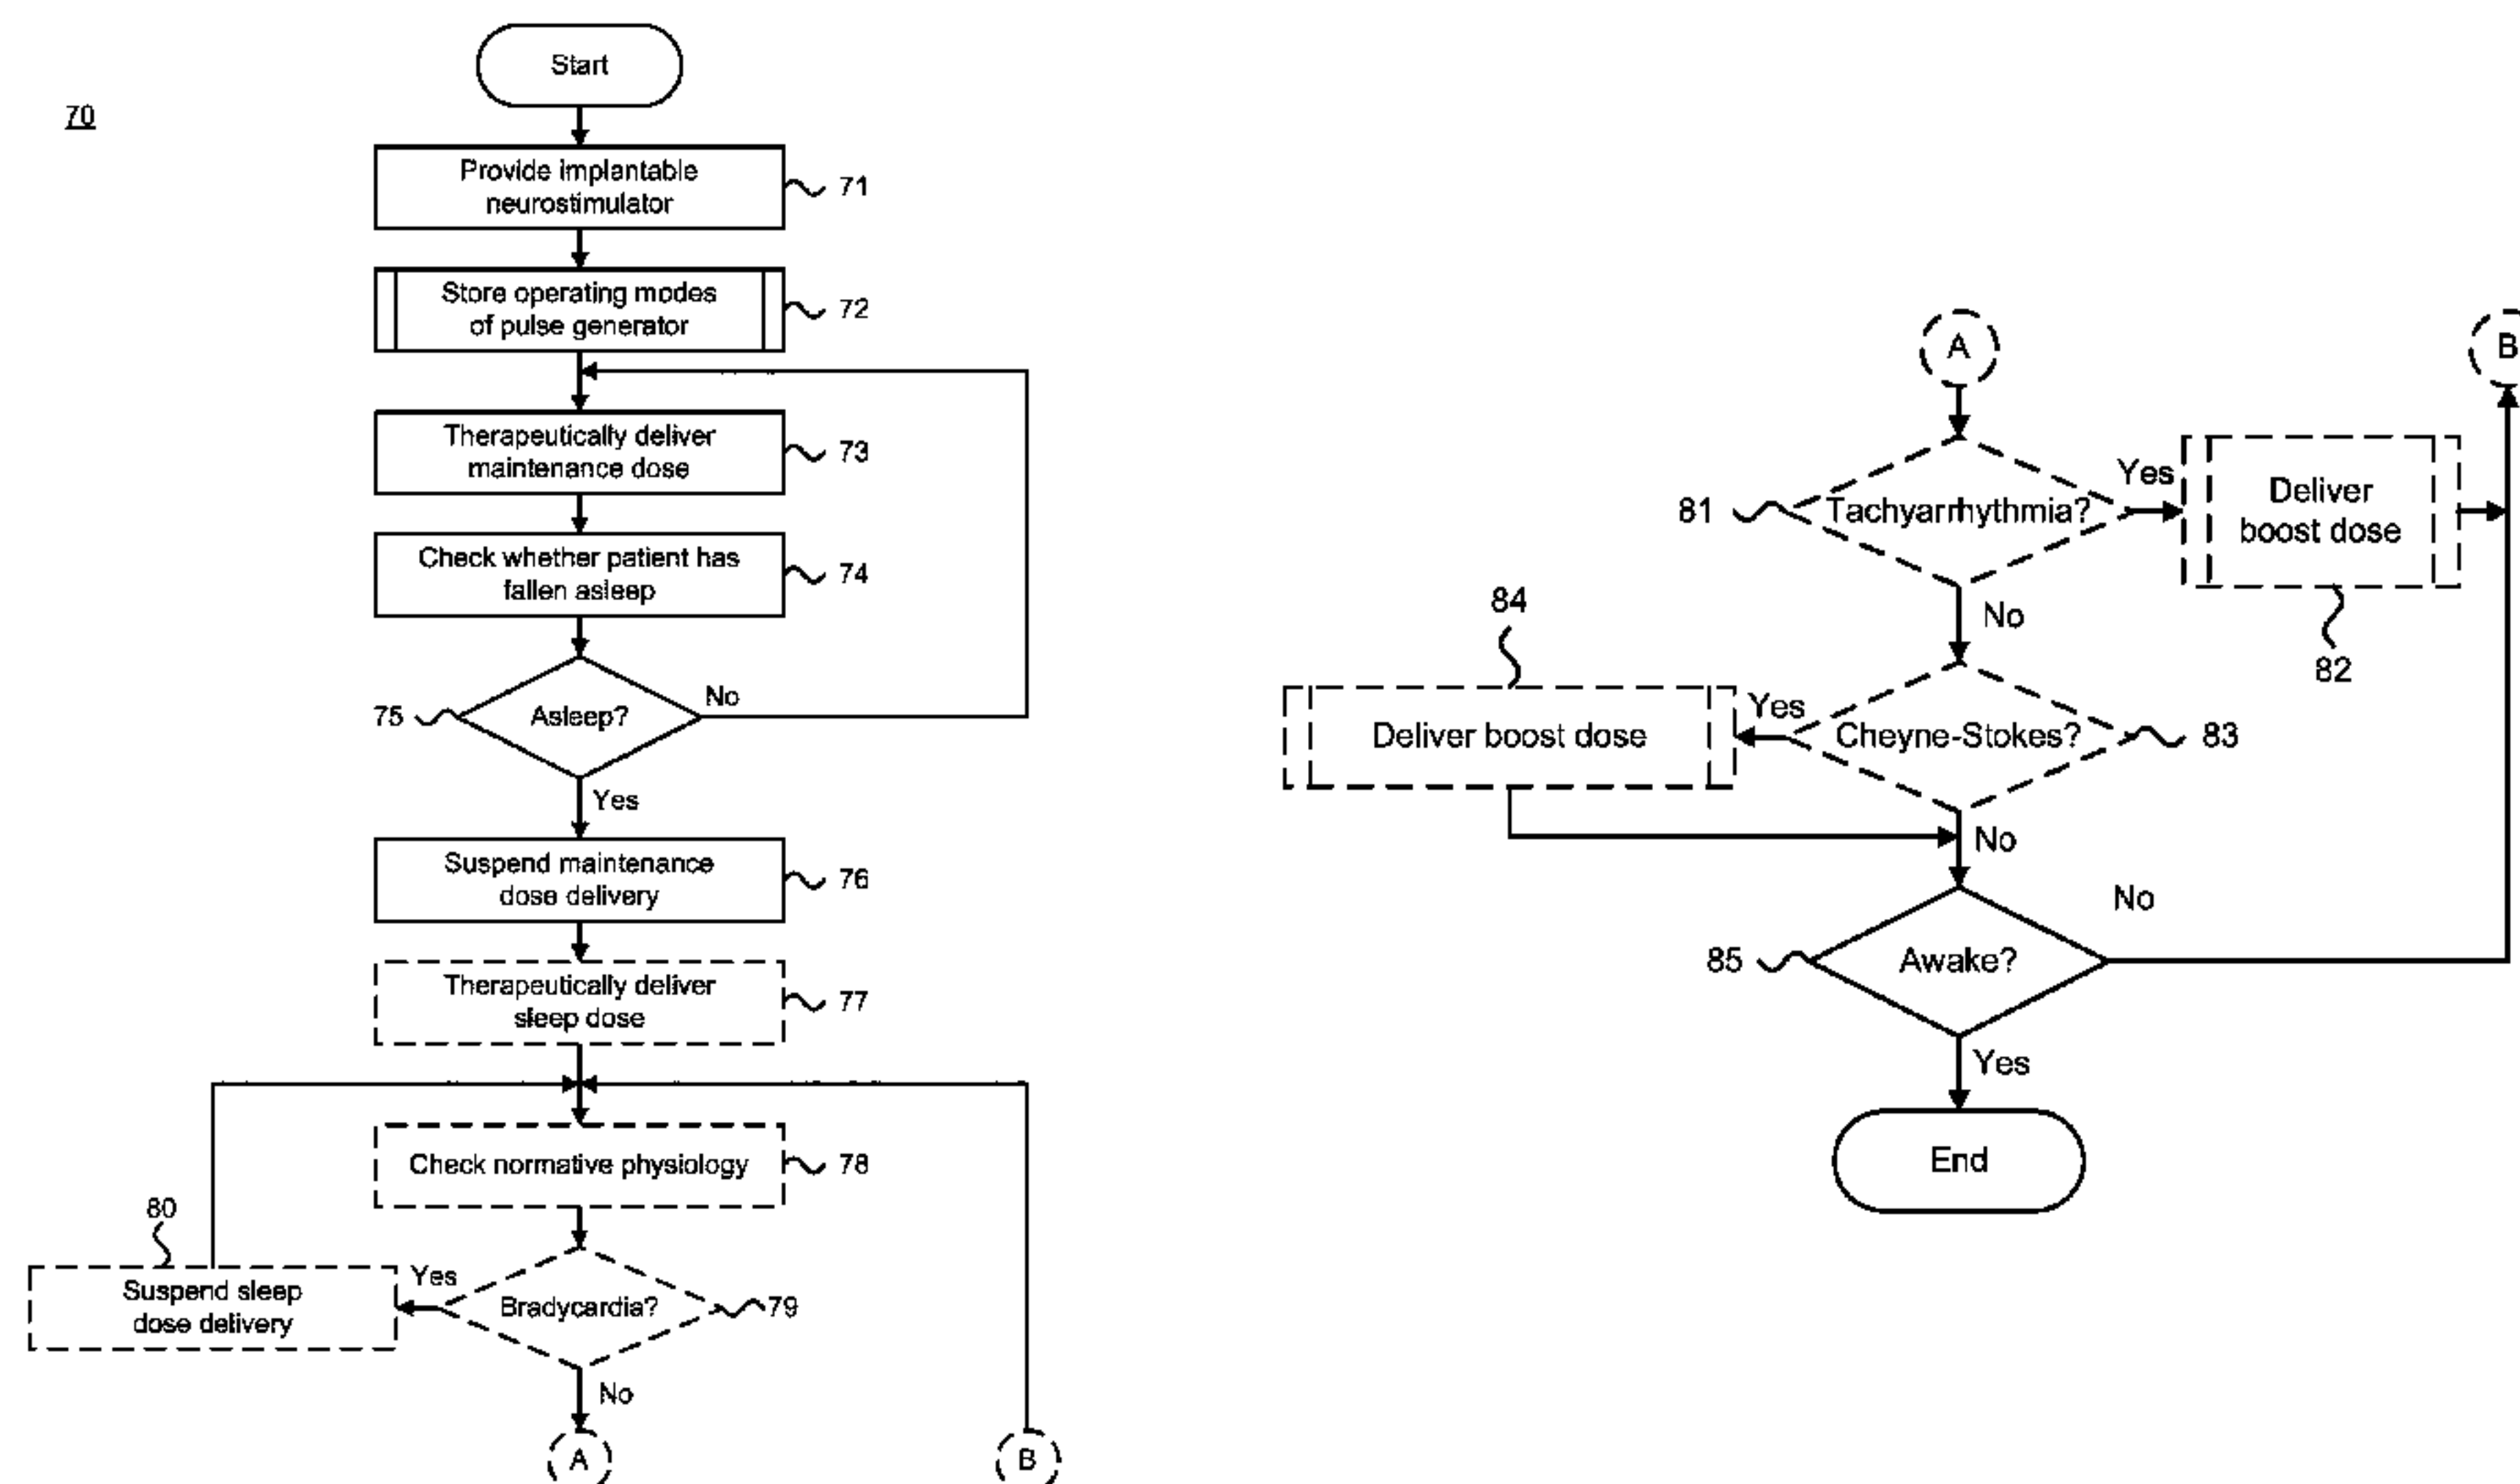 Start
70
Provide implantable
neurostimulator
71
Store operating modes
of pulse generator
72
Therapeutically deliver
maintenance dose
73
Check whether patient has
fallen asleep
74
75
Asleep?
No
Yes
Suspend maintenance
dose delivery
76
Therapeutically deliver
sleep dose
77
Check normative physiology
78
80
Suspend sleep
dose delivery
Yes
Bradycardia?
79
No
A
B
A
B
81
Tachyarrhythmia?
Yes
Deliver
boost dose
82
No
84
Deliver boost dose
Yes
Cheyne-Stokes?
83
No
No
85
Awake?
Yes
End